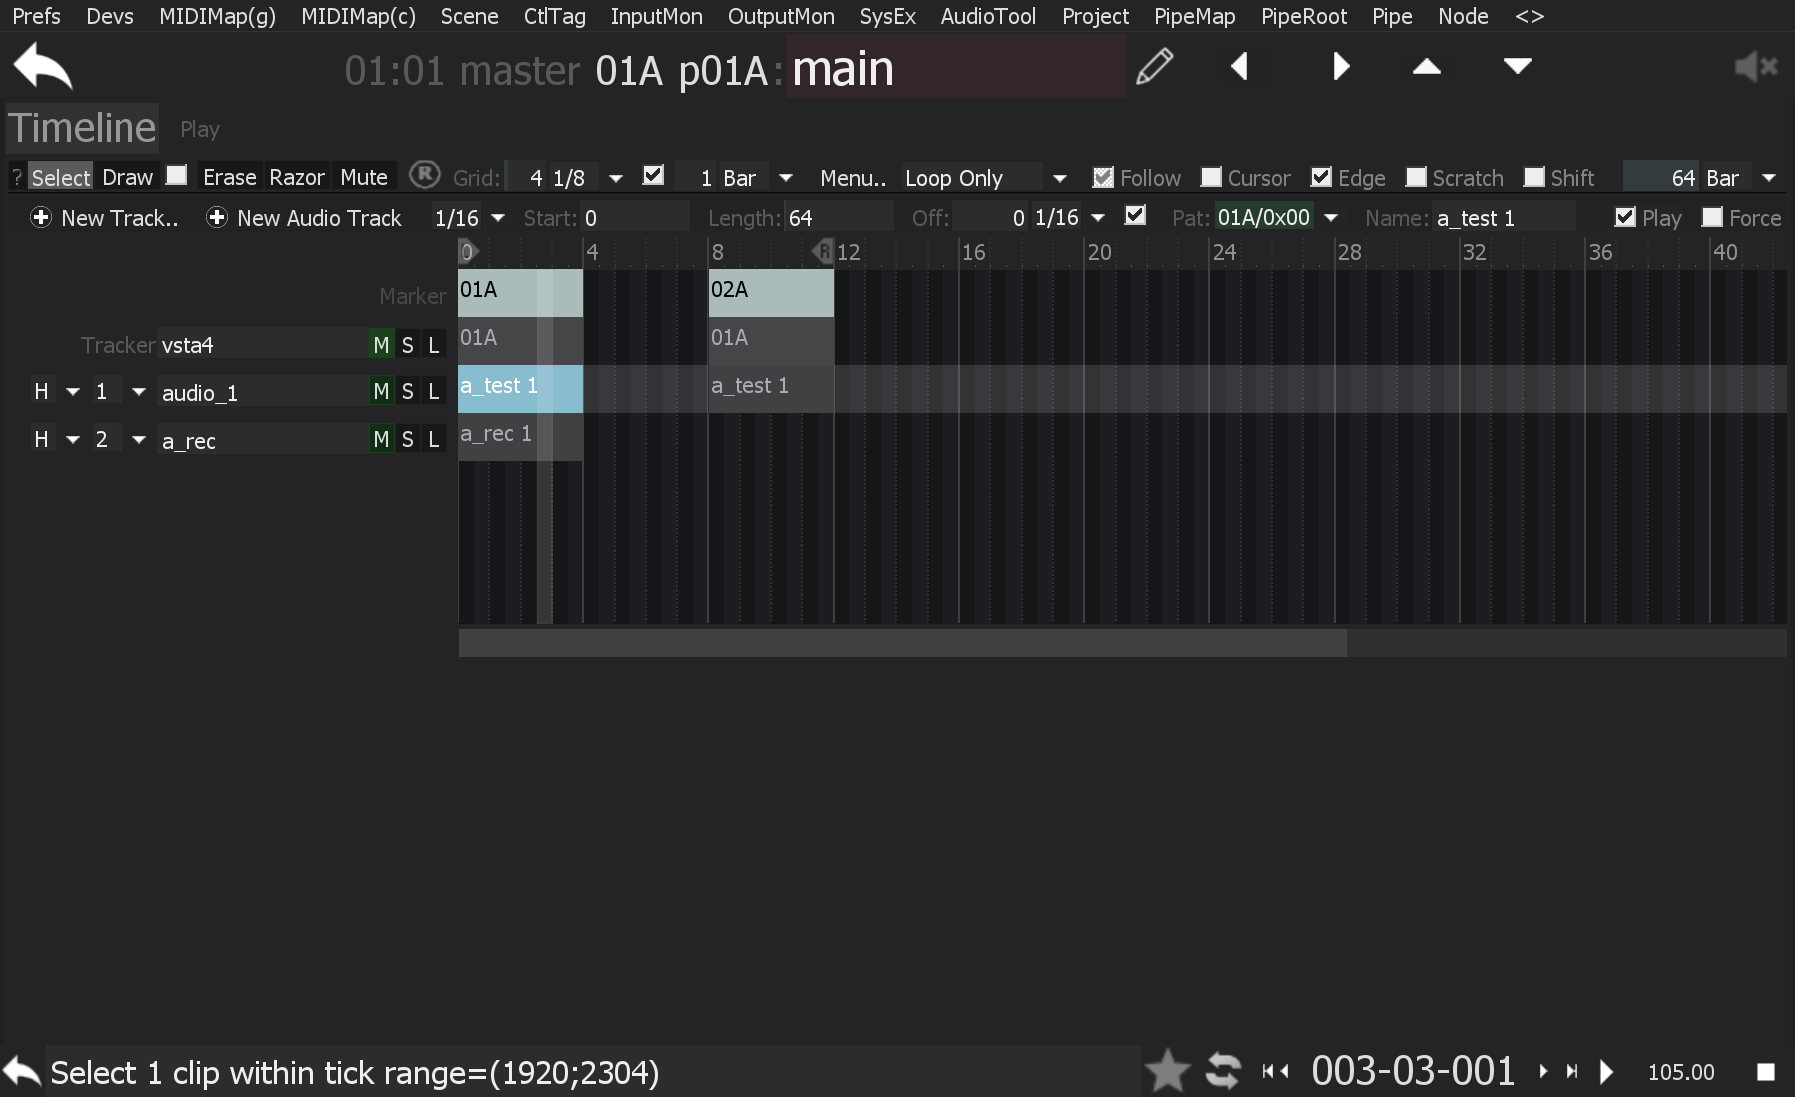 Prefs Devs MIDIMap(g) MIDIMap(c) Scene CtlTag InputMon OutputMon SysEx AudioTool Project PipeMap PipeRoot Pipe Node <>
01:01 master 01A p01A: main
Timeline Play
? Select Draw Erase Razor Mute R Grid: 4 1/8 1 Bar Menu.. Loop Only Follow Cursor Edge Scratch Shift 64 Bar
New Track.. New Audio Track 1/16 Start: 0 Length: 64 Off: 0 1/16 Pat: 01A/0x00 Name: a_test 1 Play Force
0 4 8 R 12 16 20 24 28 32 36 40
Marker 01A 02A
Tracker vsta4 M S L 01A 01A
H 1 audio_1 M S L a_test 1 a_test 1
H 2 a_rec M S L a_rec 1
Select 1 clip within tick range=(1920;2304) 003-03-001 105.00